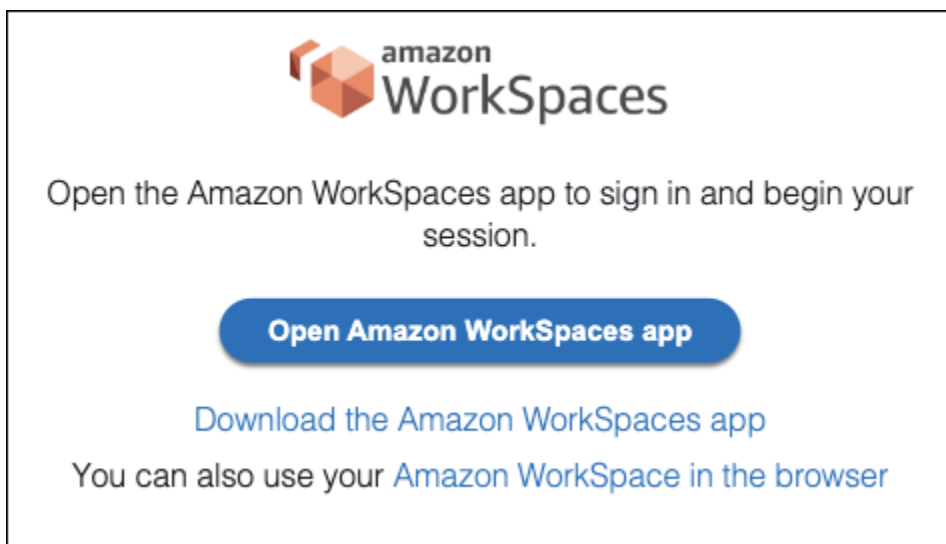 amazon
WorkSpaces
Open the Amazon WorkSpaces app to sign in and begin your
session.
Open Amazon WorkSpaces app
Download the Amazon WorkSpaces app
You can also use your Amazon WorkSpace in the browser